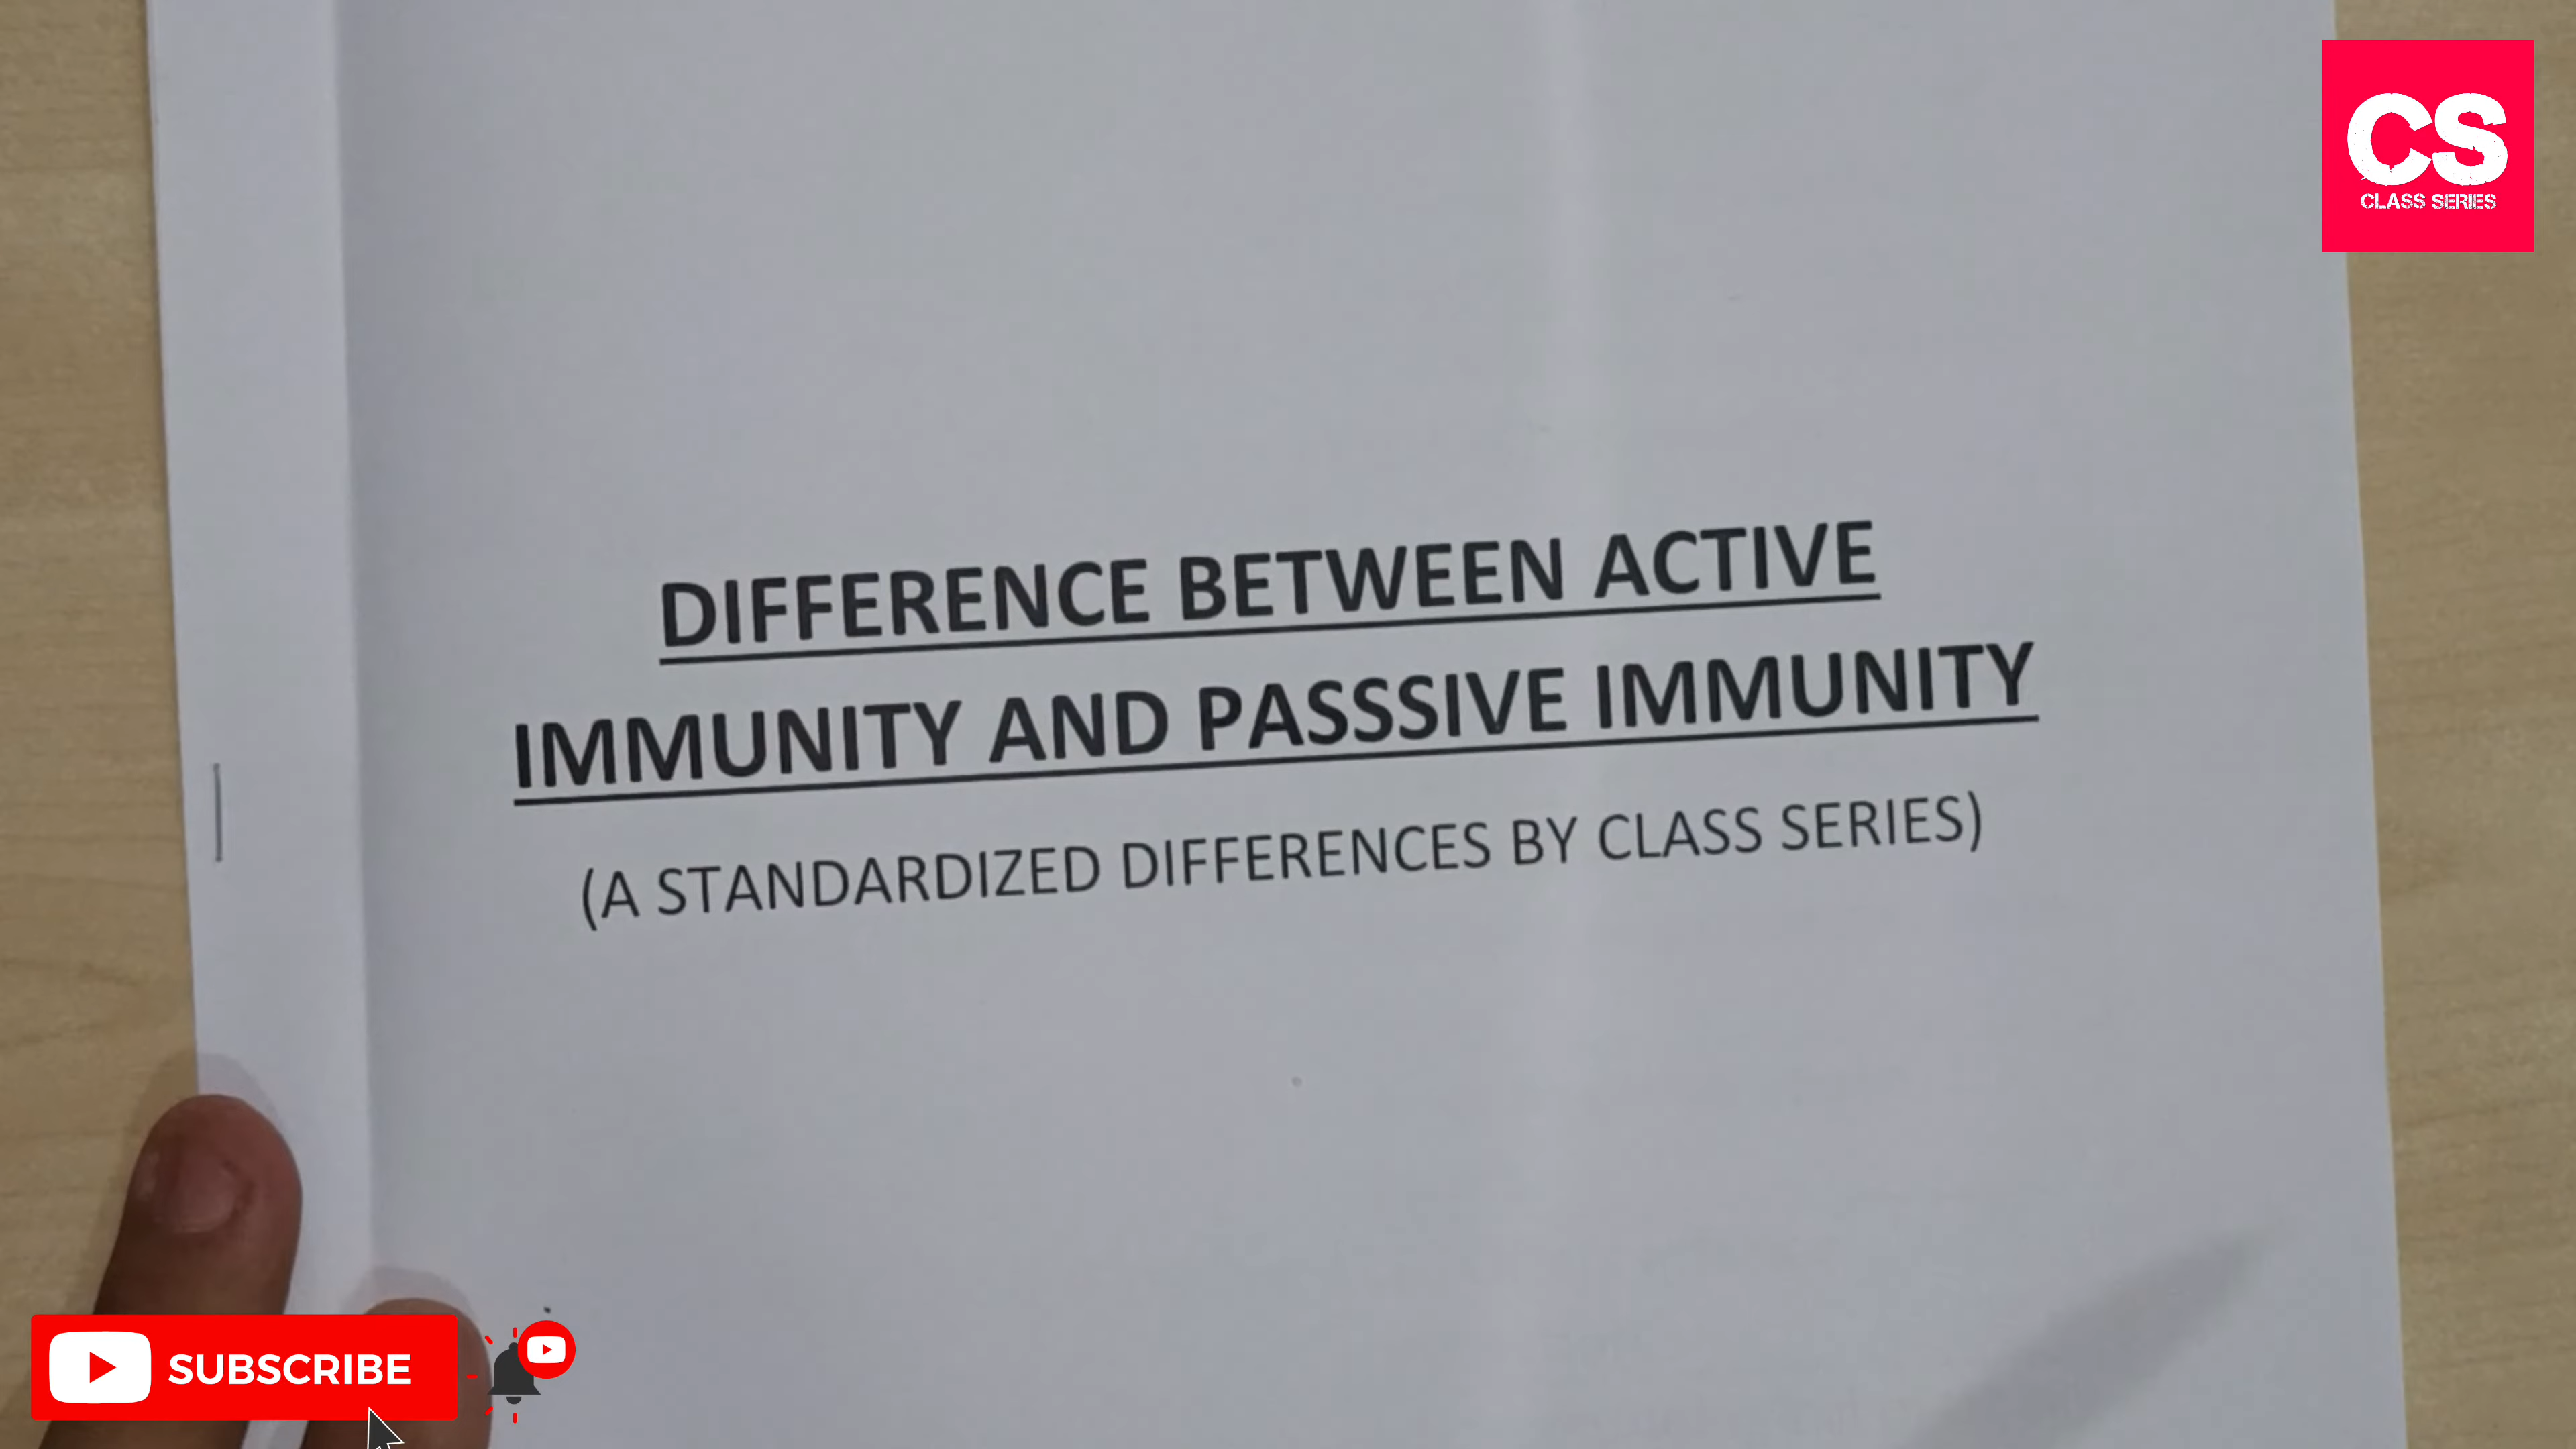 CS
CLASS SERIES
DIFFERENCE BETWEEN ACTIVE
IMMUNITY AND PASSSIVE IMMUNITY
(A STANDARDIZED DIFFERENCES BY CLASS SERIES)
SUBSCRIBE